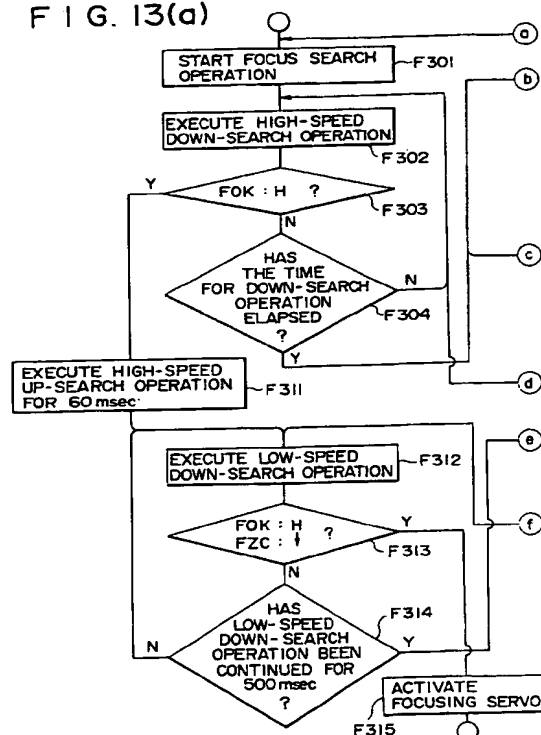 FIG. 13(a)
a
START FOCUS SEARCH
OPERATION
F301
b
EXECUTE HIGH-SPEED
DOWN-SEARCH OPERATION
F302
Y
FOK : H ?
F303
N
HAS
THE TIME
FOR DOWN-SEARCH
OPERATION
ELAPSED
?
N
F304
c
Y
EXECUTE HIGH-SPEED
UP-SEARCH OPERATION
FOR 60 msec
F311
d
e
EXECUTE LOW-SPEED
DOWN-SEARCH OPERATION
F312
f
FOK : H
FZC : ↓ ?
Y
F313
N
HAS
LOW-SPEED
DOWN-SEARCH
OPERATION BEEN
CONTINUED FOR
500 msec
?
F314
N
Y
ACTIVATE
FOCUSING SERVO
F315